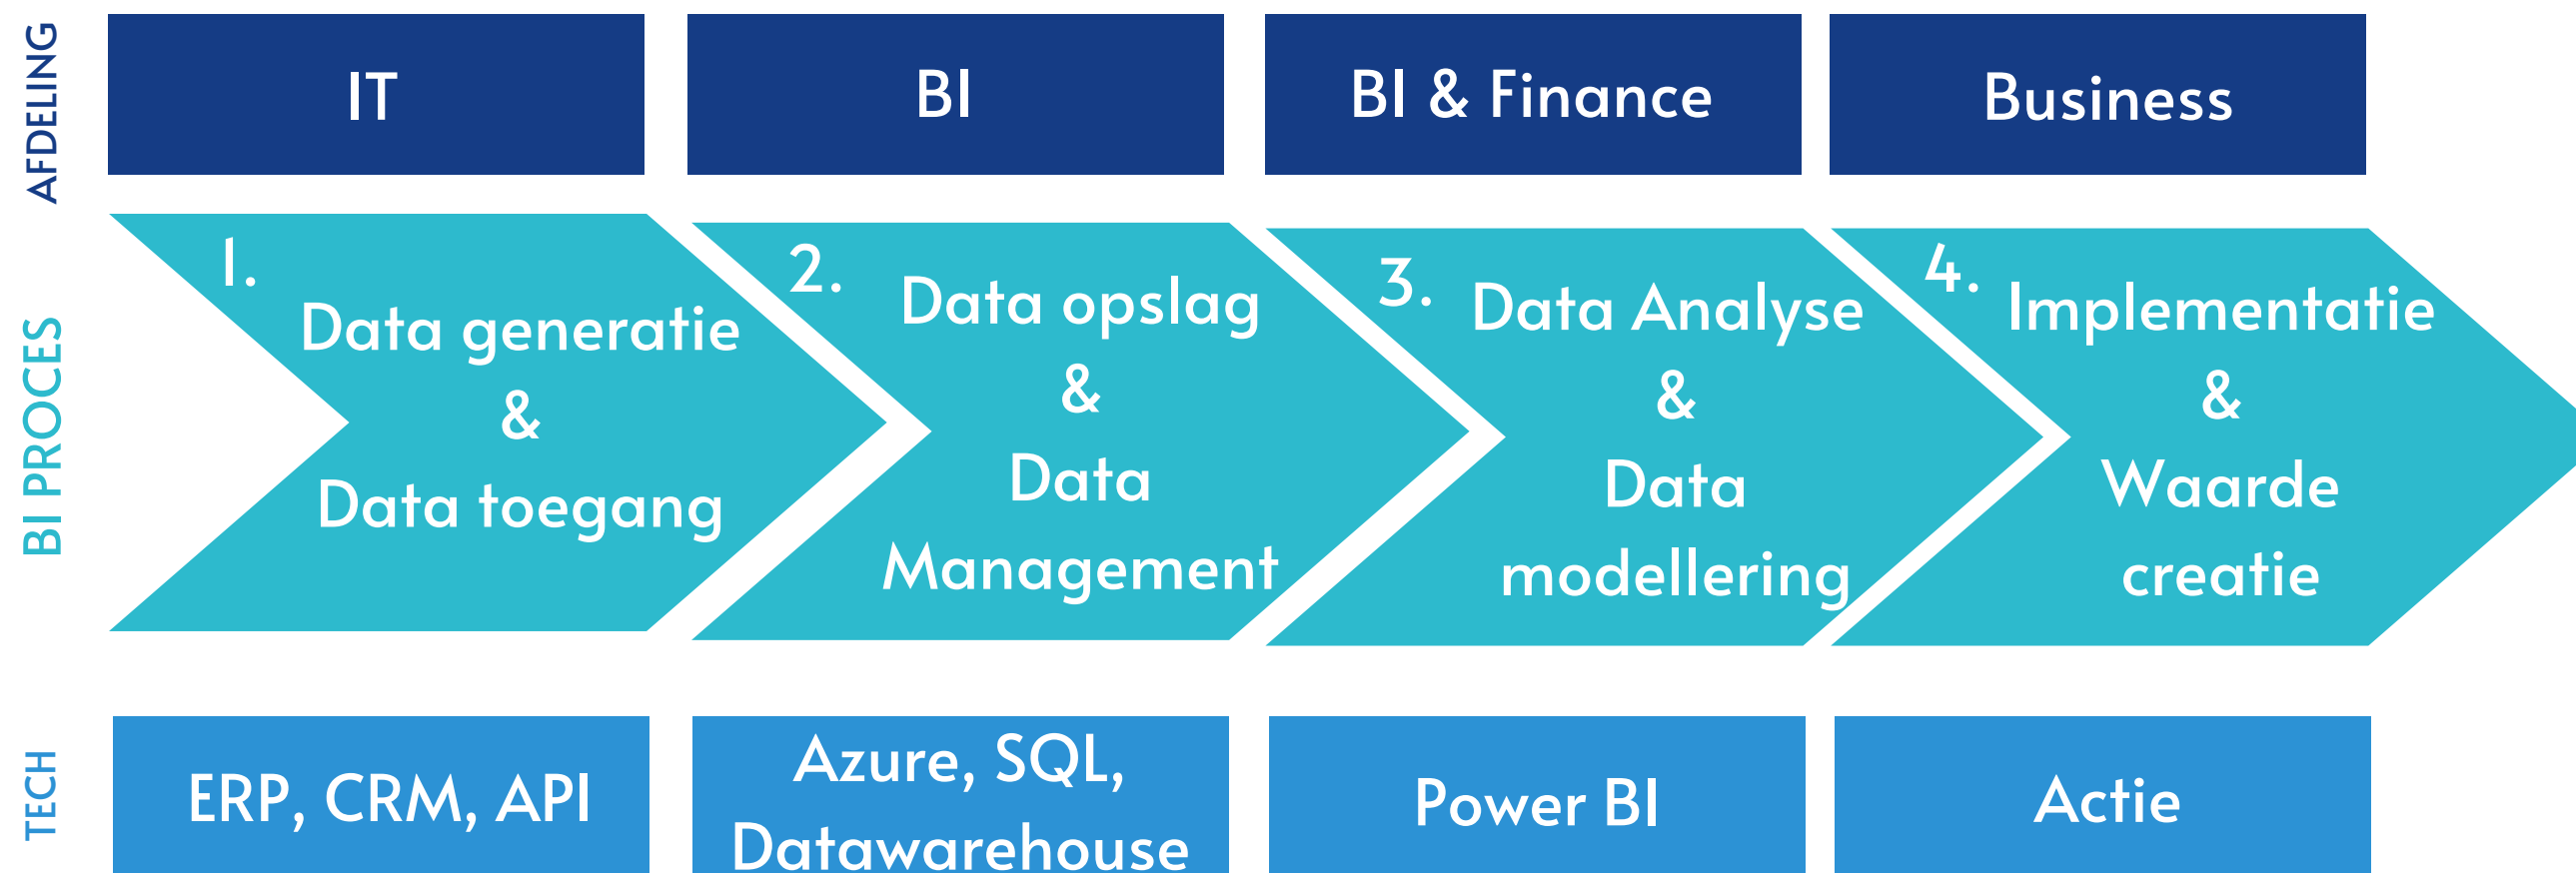 AFDELING
IT
BI
BI & Finance
Business
BI PROCES
1.
Data generatie
&
Data toegang
2.
Data opslag
&
Data
Management
3.
Data Analyse
&
Data
modellering
4.
Implementatie
&
Waarde
creatie
TECH
ERP, CRM, API
Azure, SQL,
Datawarehouse
Power BI
Actie